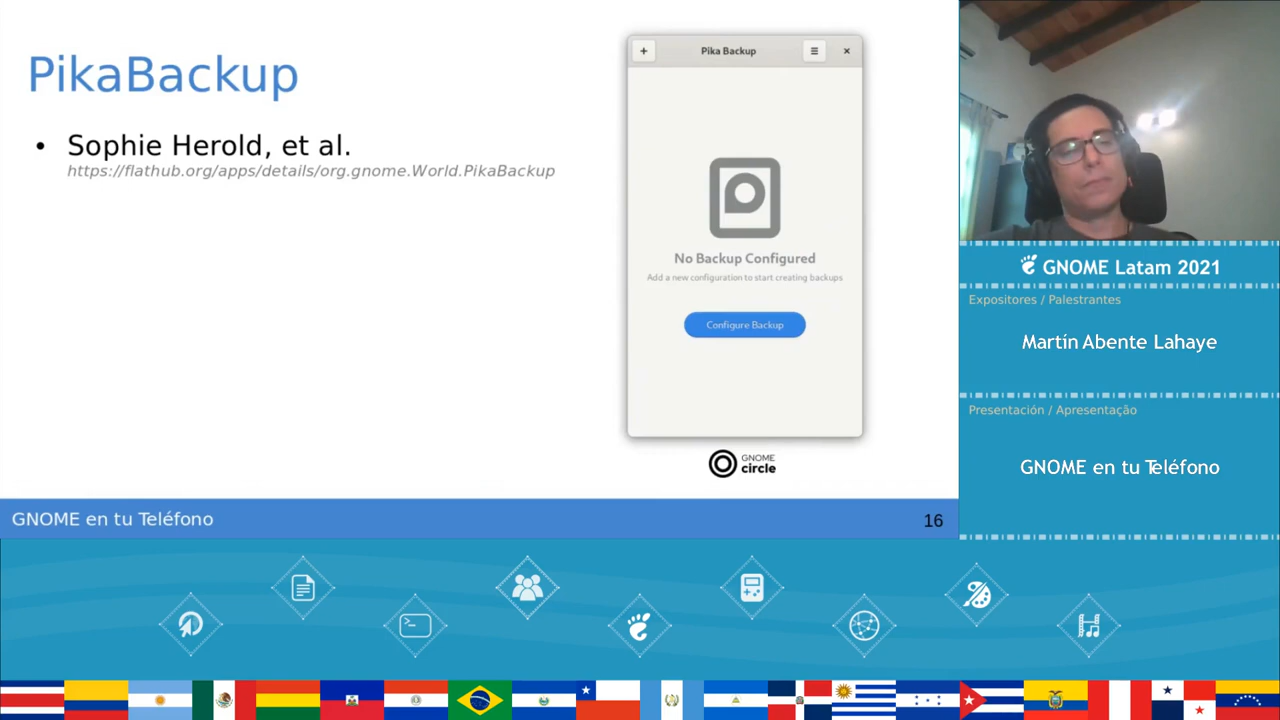 PikaBackup
• Sophie Herold, et al.
https://flathub.org/apps/details/org.gnome.World.PikaBackup
Pika Backup
No Backup Configured
Add a new configuration to start creating backups
Configure Backup
GNOME
circle
GNOME en tu Teléfono
16
GNOME Latam 2021
Expositores / Palestrantes
Martín Abente Lahaye
Presentación / Apresentação
GNOME en tu Teléfono